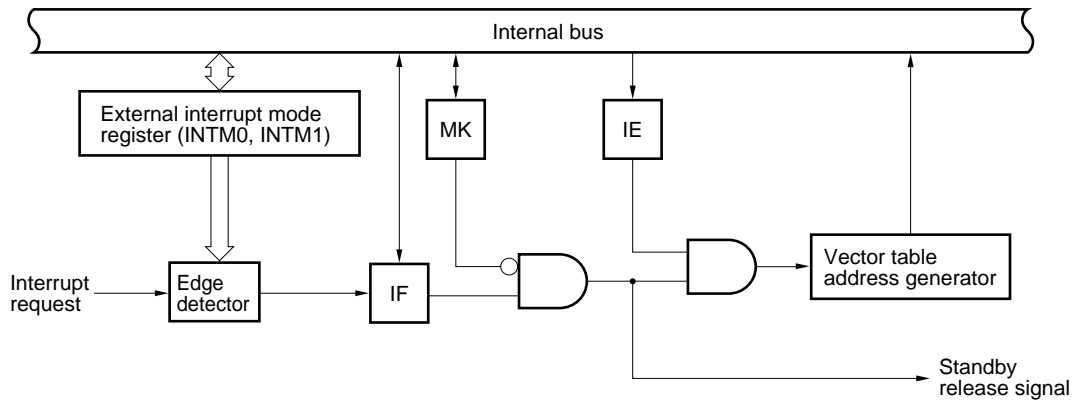 Internal bus
External interrupt mode
register (INTM0, INTM1)
MK
IE
Vector table
address generator
Interrupt
request
Edge
detector
IF
Standby
release signal